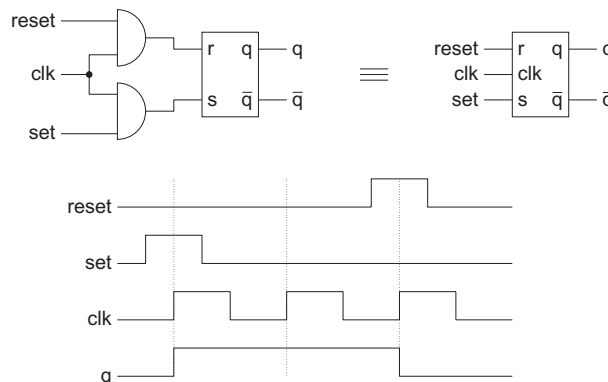 reset
clk
set
r q
s q̅
q
q̅
≡
reset
clk
set
r q
clk
s q̅
reset
set
clk
q